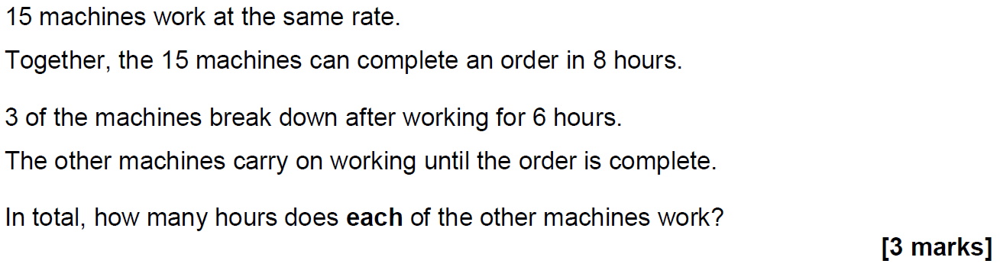 15 machines work at the same rate.
Together, the 15 machines can complete an order in 8 hours.
3 of the machines break down after working for 6 hours.
The other machines carry on working until the order is complete.
In total, how many hours does each of the other machines work?
[3 marks]